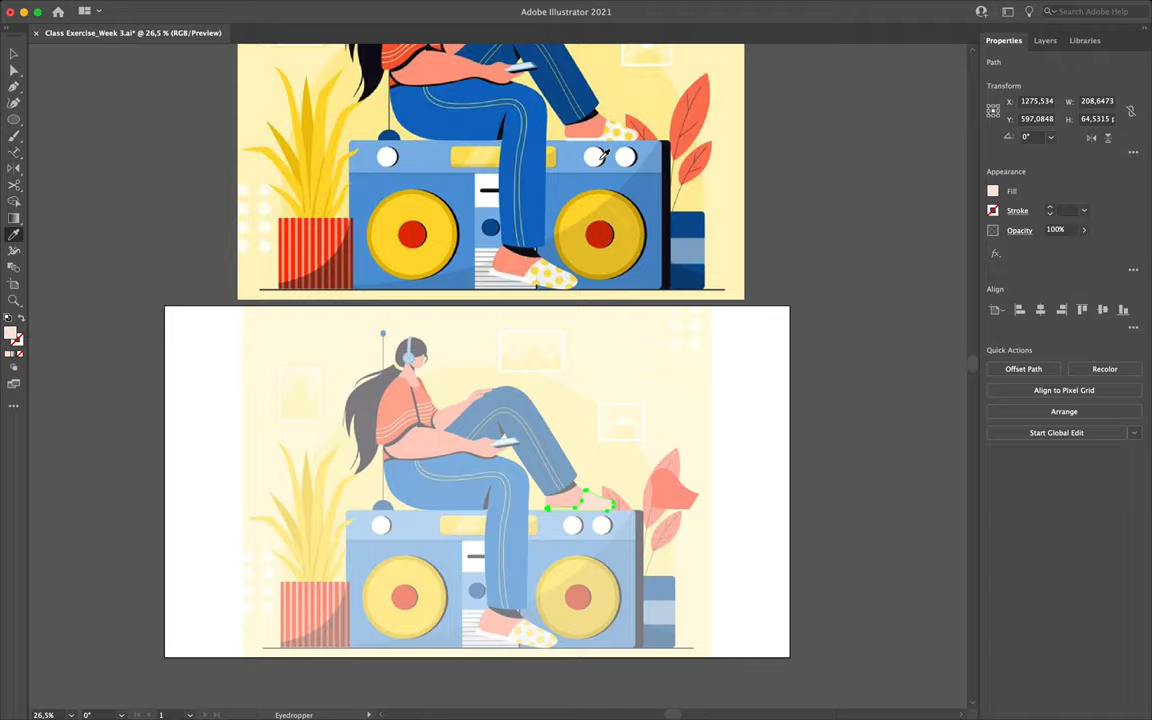 Adobe Illustrator 2021
Search Adobe Help
× Class Exercise_Week 3.ai* @ 26,5 % (RGB/Preview)
Properties Layers Libraries
Path
Transform
X: 1275,534 W: 208,6473
Y: 597,0848 H: 64,5315 p
0°
Appearance
Fill
Stroke
Opacity 100%
fx.
Align
Quick Actions
Offset Path Recolor
Align to Pixel Grid
Arrange
Start Global Edit
26,5% 0° 1 Eyedropper